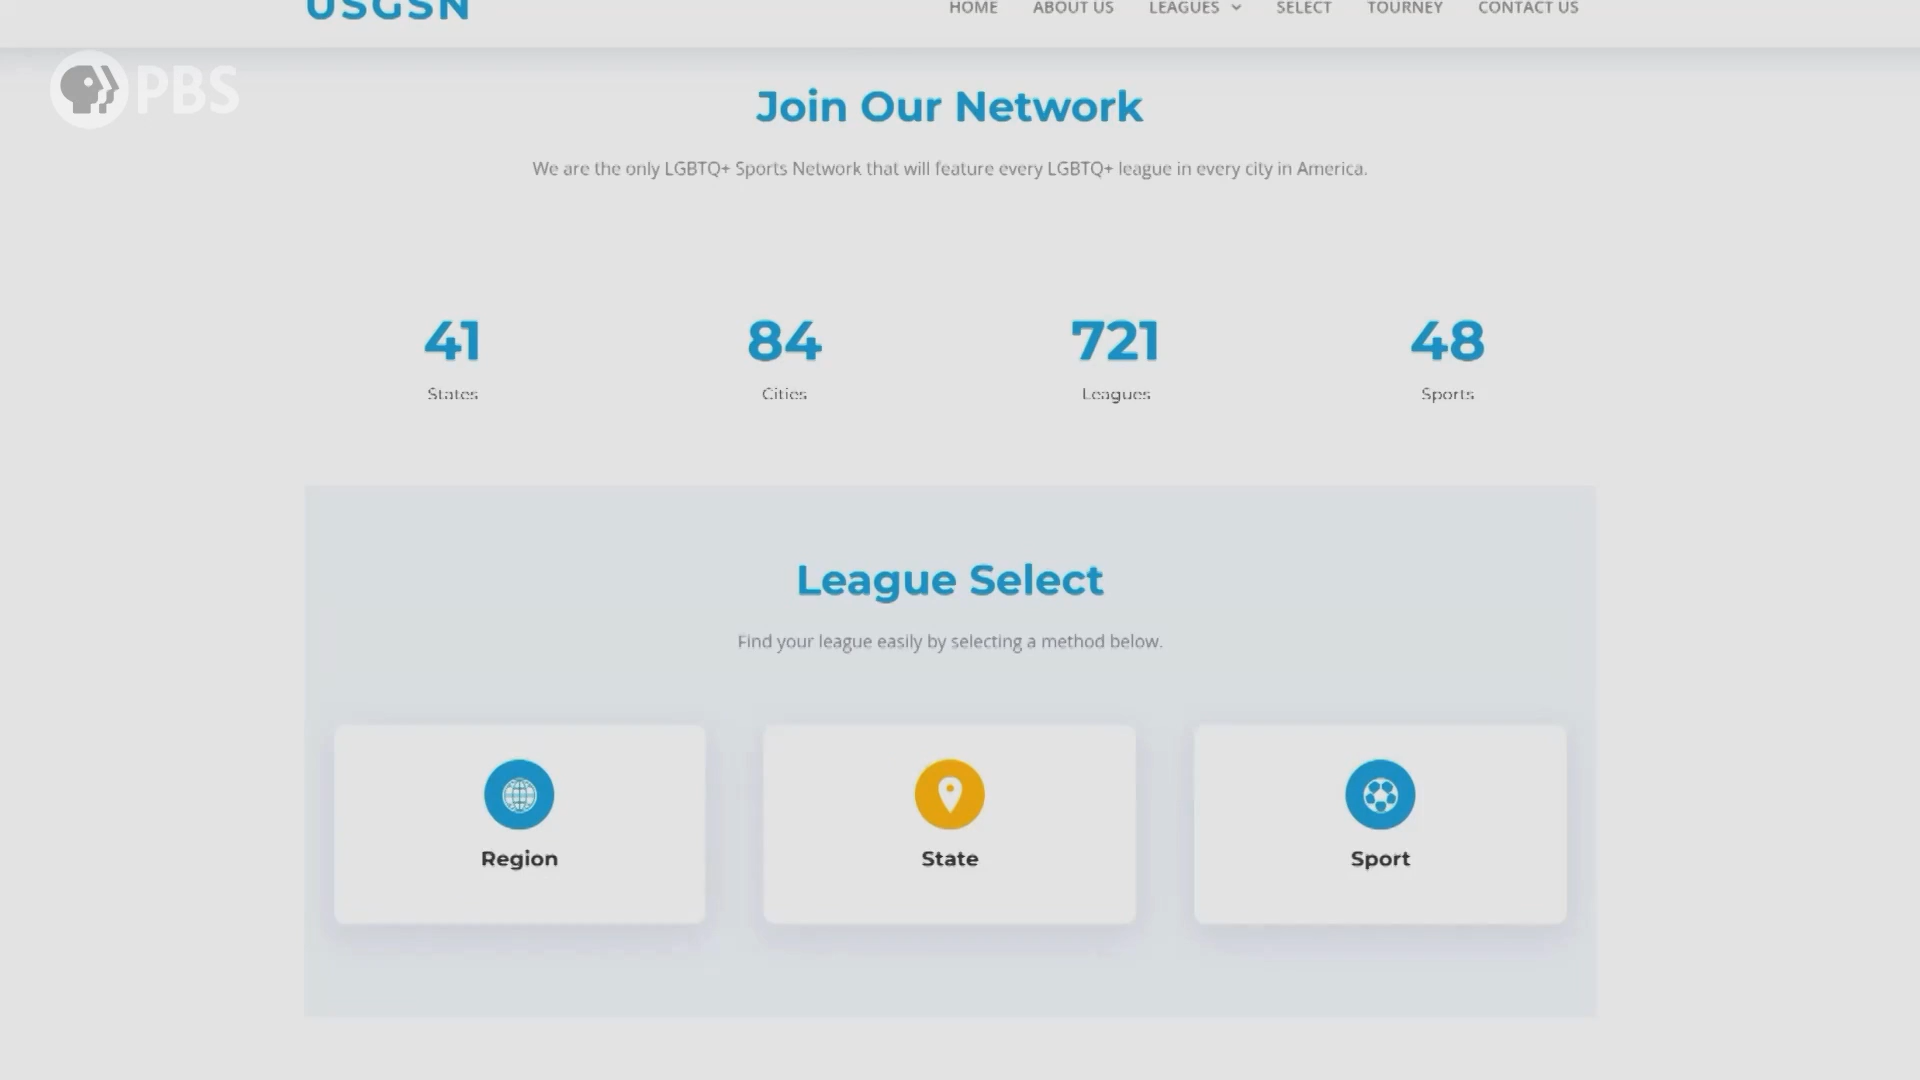 USGSN
HOME ABOUT US LEAGUES SELECT TOURNEY CONTACT US
PBS
Join Our Network
We are the only LGBTQ+ Sports Network that will feature every LGBTQ+ league in every city in America.
41 84 721 48
States Cities Leagues Sports
League Select
Find your league easily by selecting a method below.
Region State Sport